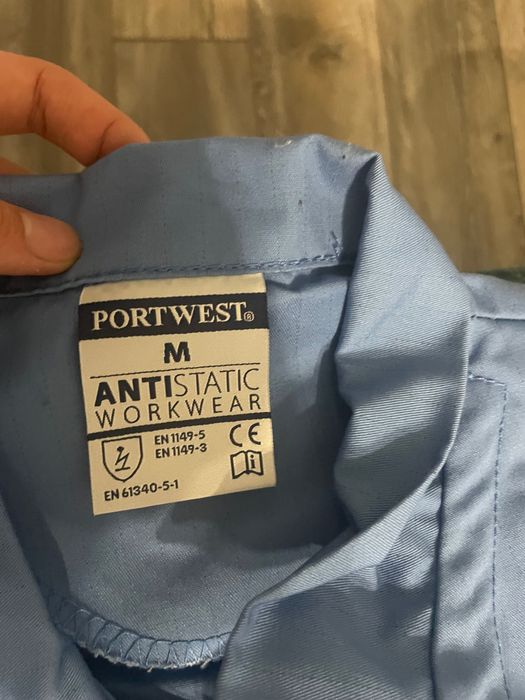 PORTWEST®
M
ANTISTATIC
WORKWEAR
EN 1149-5
EN 1149-3
CE
i
EN 61340-5-1